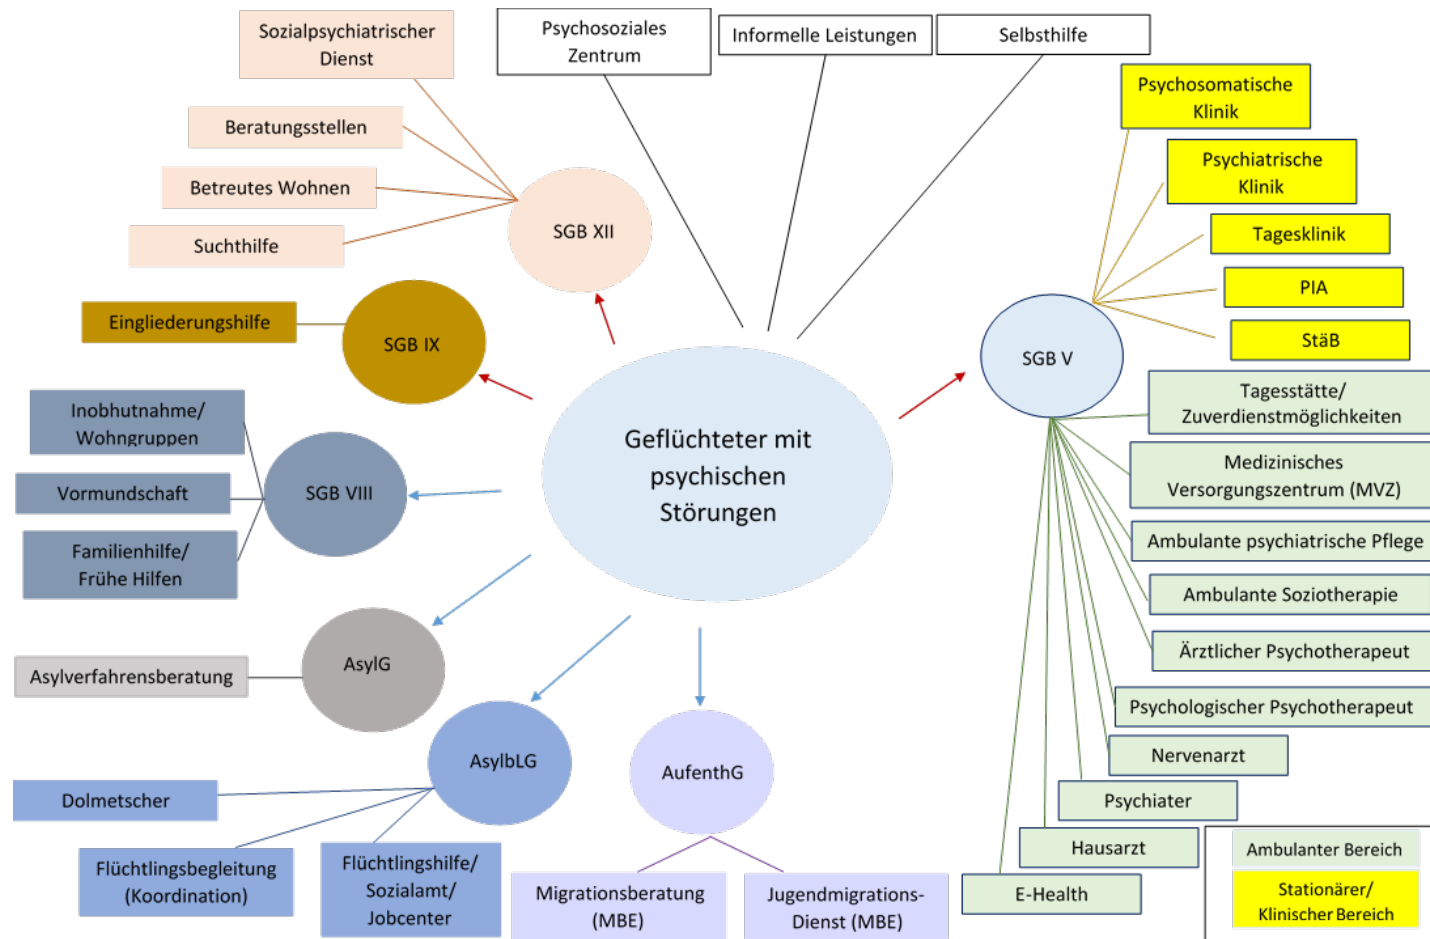 Sozialpsychiatrischer
Dienst
Psychosoziales
Zentrum
Informelle Leistungen
Selbsthilfe
Beratungsstellen
Betreutes Wohnen
Suchthilfe
SGB XII
Eingliederungshilfe
SGB IX
Inobhutnahme/
Wohngruppen
Vormundschaft
Familienhilfe/
Frühe Hilfen
SGB VIII
Asylverfahrensberatung
AsylG
Dolmetscher
Flüchtlingsbegleitung
(Koordination)
Flüchtlingshilfe/
Sozialamt/
Jobcenter
AsylbLG
AufenthG
Migrationsberatung
(MBE)
Jugendmigrations-
Dienst (MBE)
Geflüchteter mit
psychischen
Störungen
SGB V
Psychosomatische
Klinik
Psychiatrische
Klinik
Tagesklinik
PIA
StäB
Tagesstätte/
Zuverdienstmöglichkeiten
Medizinisches
Versorgungszentrum (MVZ)
Ambulante psychiatrische Pflege
Ambulante Soziotherapie
Ärztlicher Psychotherapeut
Psychologischer Psychotherapeut
Nervenarzt
Psychiater
Hausarzt
E-Health
Ambulanter Bereich
Stationärer/
Klinischer Bereich